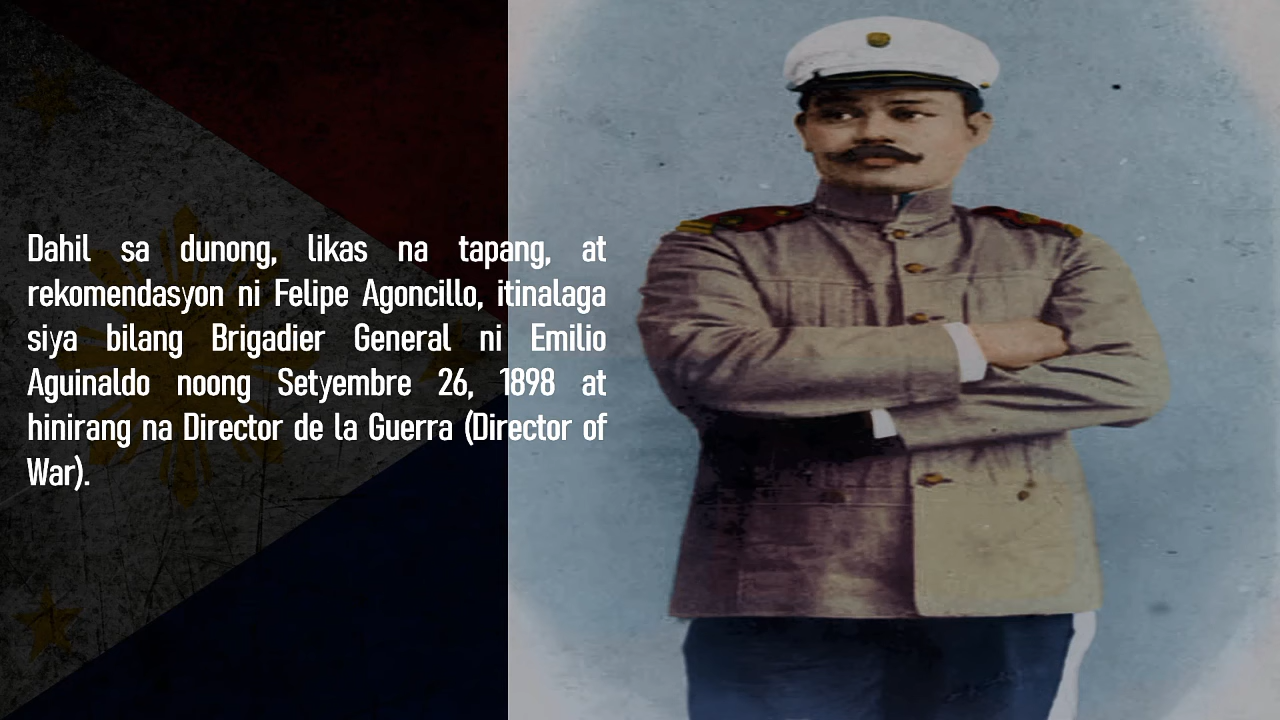 Dahil sa dunong, likas na tapang, at
rekomendasyon ni Felipe Agoncillo, itinalaga
siya bilang Brigadier General ni Emilio
Aguinaldo noong Setyembre 26, 1898 at
hinirang na Director de la Guerra (Director of
War).